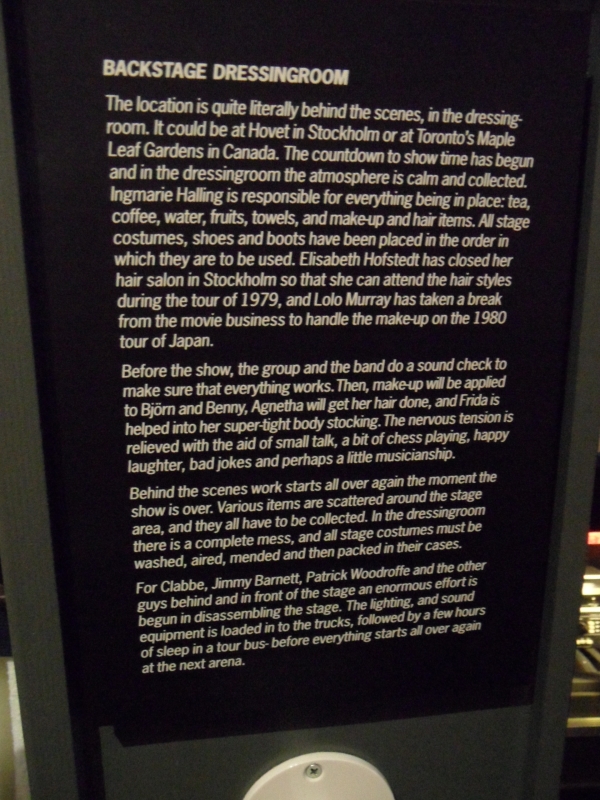 BACKSTAGE DRESSINGROOM
The location is quite literally behind the scenes, in the dressing-
room. It could be at Hovet in Stockholm or at Toronto's Maple
Leaf Gardens in Canada. The countdown to show time has begun
and in the dressingroom the atmosphere is calm and collected.
Ingmarie Halling is responsible for everything being in place: tea,
coffee, water, fruits, towels, and make-up and hair items. All stage
costumes, shoes and boots have been placed in the order in
which they are to be used. Elisabeth Hofstedt has closed her
hair salon in Stockholm so that she can attend the hair styles
during the tour of 1979, and Lolo Murray has taken a break
from the movie business to handle the make-up on the 1980
tour of Japan.
Before the show, the group and the band do a sound check to
make sure that everything works. Then, make-up will be applied
to Björn and Benny, Agnetha will get her hair done, and Frida is
helped into her super-tight body stocking. The nervous tension is
relieved with the aid of small talk, a bit of chess playing, happy
laughter, bad jokes and perhaps a little musicianship.
Behind the scenes work starts all over again the moment the
show is over. Various items are scattered around the stage
area, and they all have to be collected. In the dressingroom
there is a complete mess, and all stage costumes must be
washed, aired, mended and then packed in their cases.
For Clabbe, Jimmy Barnett, Patrick Woodroffe and the other
guys behind and in front of the stage an enormous effort is
begun in disassembling the stage. The lighting, and sound
equipment is loaded in to the trucks, followed by a few hours
of sleep in a tour bus- before everything starts all over again
at the next arena.